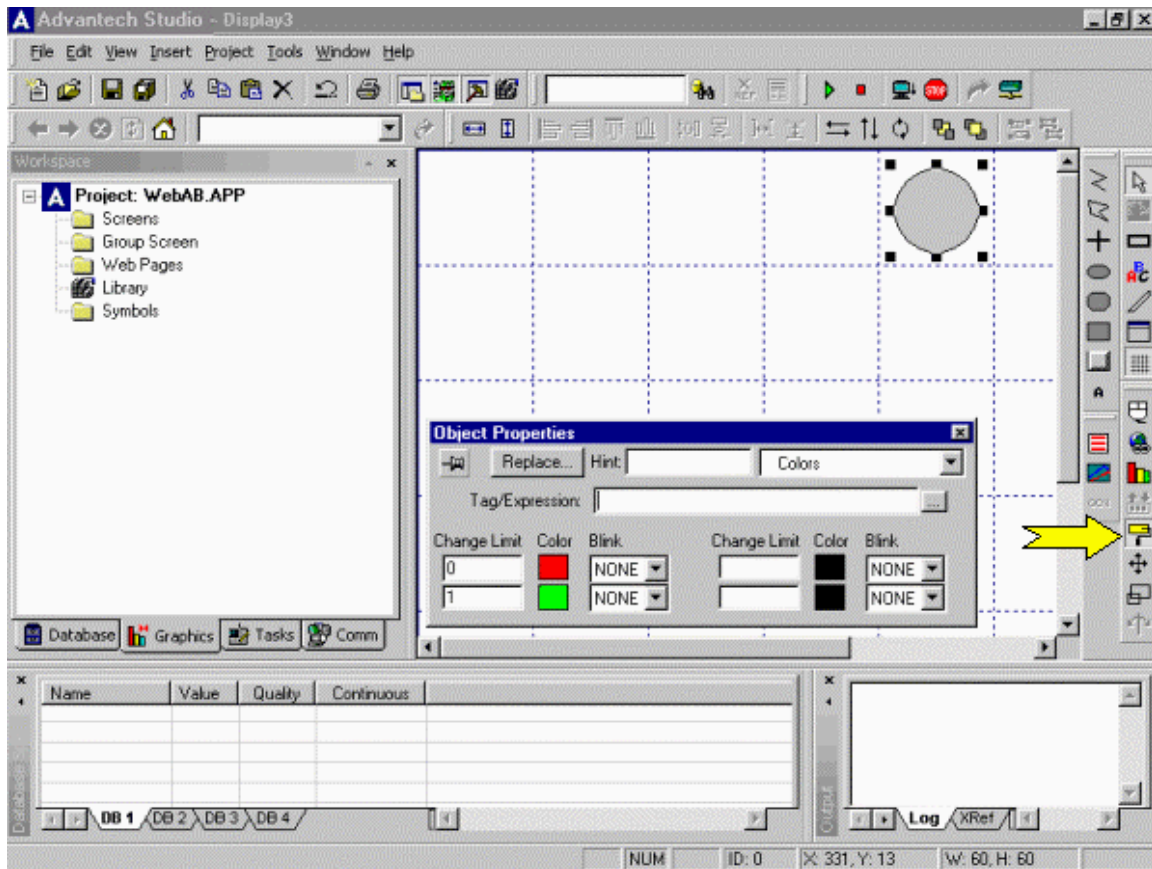 Advantech Studio - Display3
File Edit View Insert Project Tools Window Help
Workspace
Project: WebAB.APP
Screens
Group Screen
Web Pages
Library
Symbols
Database Graphics Tasks Comm
Object Properties
Replace... Hint: Colors
Tag/Expression: ...
Change Limit Color Blink Change Limit Color Blink
0 NONE NONE
1 NONE NONE
STOP
ABC
A
Name Value Quality Continuous
DB 1 DB 2 DB 3 DB 4
Output
Log XRef
NUM ID: 0 X: 331, Y: 13 W: 60, H: 60